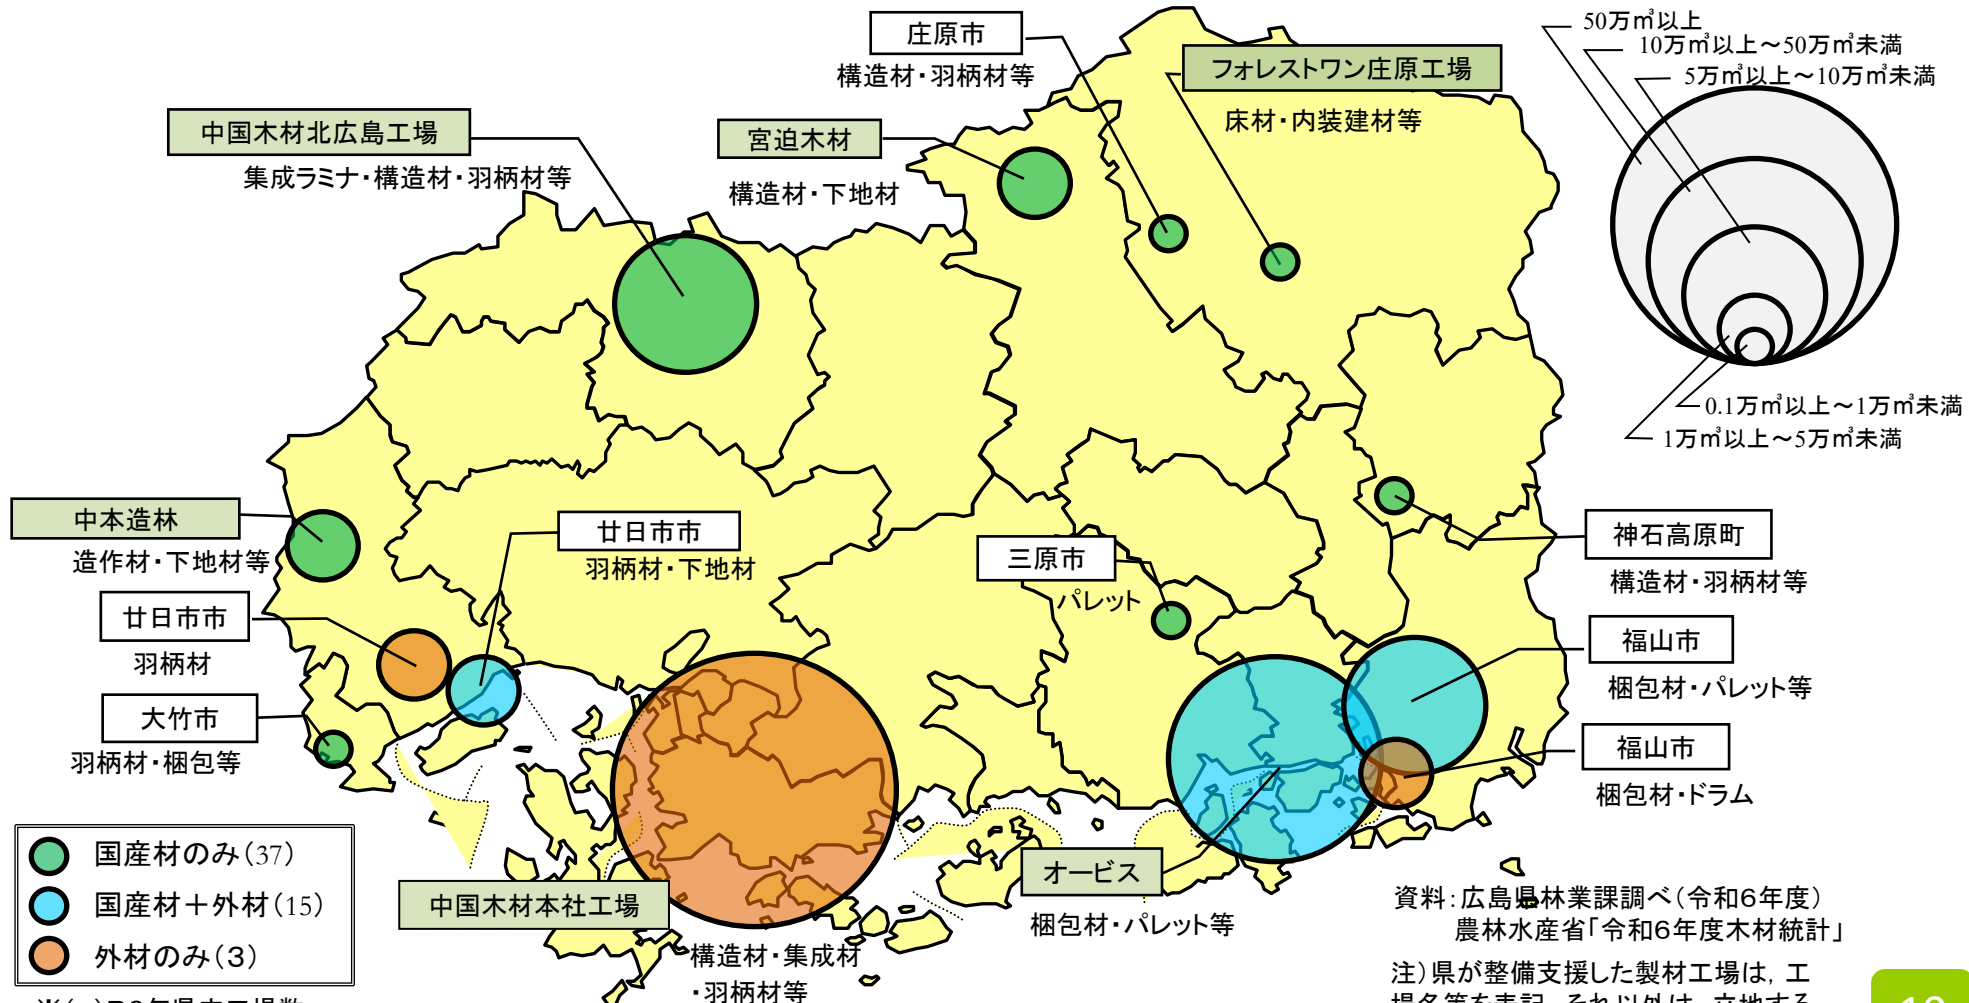 庄原市
構造材・羽柄材等
フォレストワン庄原工場
床材・内装建材等
50万㎥以上
10万㎥以上～50万㎥未満
5万㎥以上～10万㎥未満
0.1万㎥以上～1万㎥未満
1万㎥以上～5万㎥未満
中国木材北広島工場
集成ラミナ・構造材・羽柄材等
宮迫木材
構造材・下地材
中本造林
造作材・下地材等
廿日市市
羽柄材・下地材
三原市
パレット
神石高原町
構造材・羽柄材等
廿日市市
羽柄材
福山市
梱包材・パレット等
大竹市
羽柄材・梱包等
福山市
梱包材・ドラム
国産材のみ（37）
国産材＋外材（15）
外材のみ（3）
中国木材本社工場
構造材・集成材
・羽柄材等
オービス
梱包材・パレット等
資料：広島県林業課調べ（令和6年度）
農林水産省「令和6年度木材統計」
注）県が整備支援した製材工場は，工